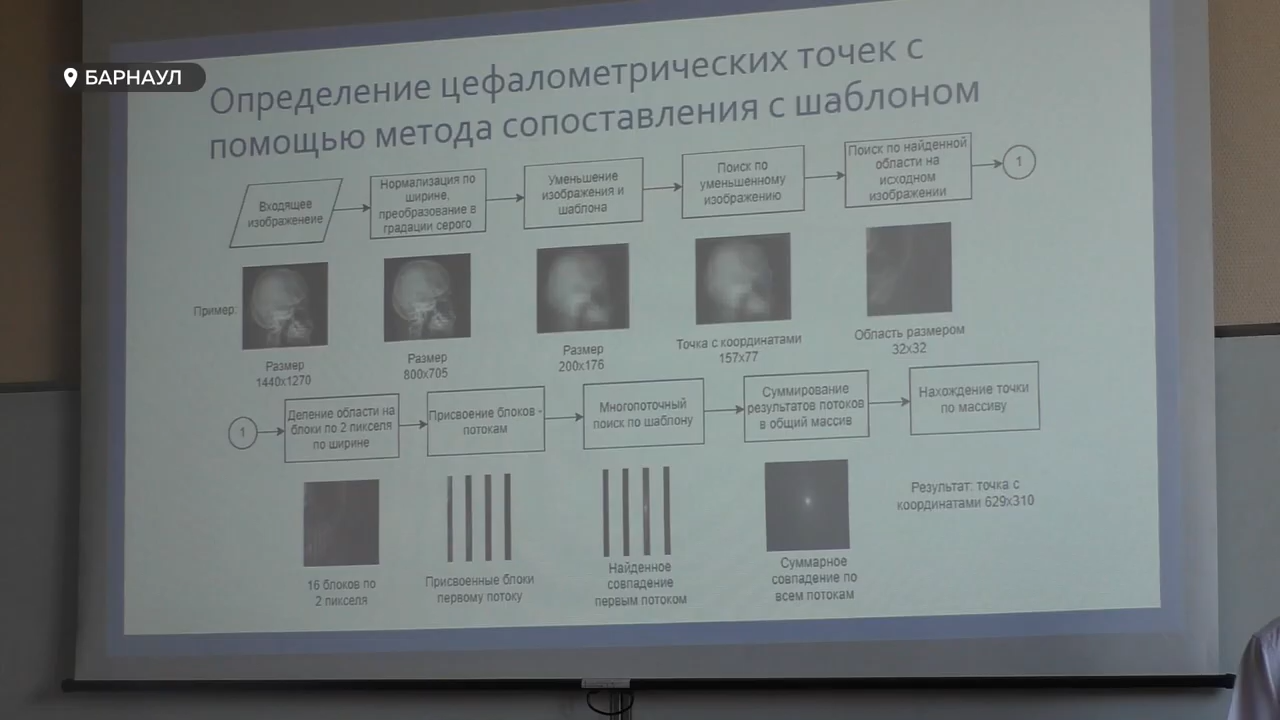 БАРНАУЛ
Определение цефалометрических точек с
помощью метода сопоставления с шаблоном
Входящее
изображенеие
Нормализация по
ширине,
преобразование в
градации серого
Уменьшение
изображения и
шаблона
Поиск по
уменьшенному
изображению
Поиск по найденной
области на
исходном
изображении
1
Пример:
Размер
1440x1270
Размер
800x705
Размер
200x176
Точка с координатами
157x77
Область размером
32x32
1
Деление области на
блоки по 2 пикселя
по ширине
Присвоение блоков -
потокам
Многопоточный
поиск по шаблону
Суммирование
результатов потоков
в общий массив
Нахождение точки
по массиву
16 блоков по
2 пикселя
Присвоенные блоки
первому потоку
Найденное
совпадение
первым потоком
Суммарное
совпадение по
всем потокам
Результат: точка с
координатами 629x310